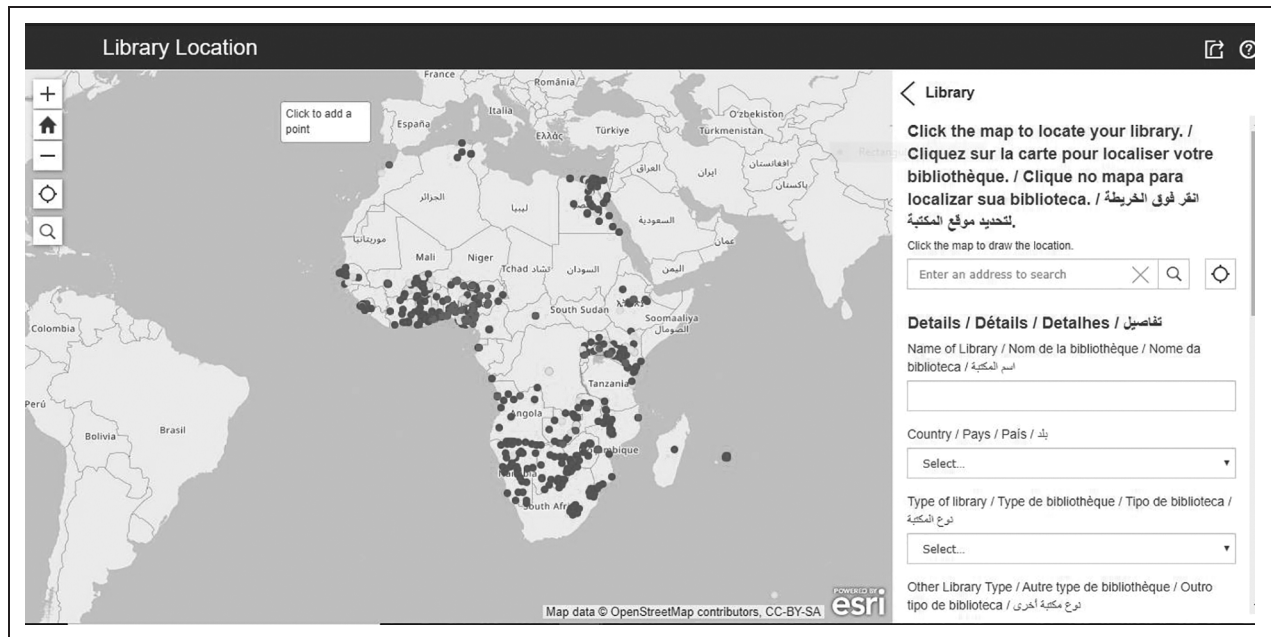 Library Location
Click to add a
point
France
România
Italia
O'zbekiston
España
Ελλάς
Türkiye
Turkmenistan
العراق
ایران
افغانستان
پاکستان
الجزائر
ليبيا
السعودية
عمان
موريتانيا
Mali
Niger
Tchad تشاد
السودان
اليمن
South Sudan
Soomaaliya
الصومال
Colombia
Tanzania
Perú
Angola
Bolivia
Brasil
South Afri
Map data © OpenStreetMap contributors, CC-BY-SA
POWERED BY
esri
Library
Click the map to locate your library. /
Cliquez sur la carte pour localiser votre
bibliothèque. / Clique no mapa para
localizar sua biblioteca. / انقر فوق الخريطة
لتحديد موقع المكتبة.
Click the map to draw the location.
Enter an address to search
Details / Détails / Detalhes / تفاصيل
Name of Library / Nom de la bibliothèque / Nome da
biblioteca / اسم المكتبة
Country / Pays / País / بلد
Select...
Type of library / Type de bibliothèque / Tipo de biblioteca /
نوع المكتبة
Select...
Other Library Type / Autre type de bibliothèque / Outro
tipo de biblioteca / نوع مكتبة أخرى